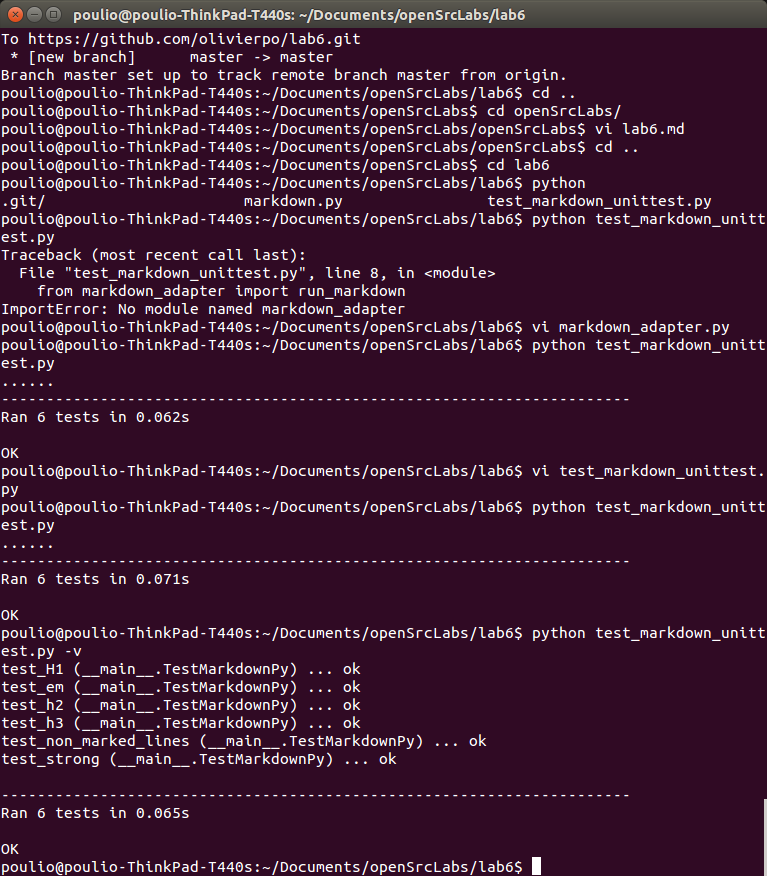 poulio@poulio-ThinkPad-T440s: ~/Documents/openSrcLabs/lab6
To https://github.com/olivierpo/lab6.git
 * [new branch]      master -> master
Branch master set up to track remote branch master from origin.
poulio@poulio-ThinkPad-T440s:~/Documents/openSrcLabs/lab6$ cd ..
poulio@poulio-ThinkPad-T440s:~/Documents/openSrcLabs$ cd openSrcLabs/
poulio@poulio-ThinkPad-T440s:~/Documents/openSrcLabs/openSrcLabs$ vi lab6.md
poulio@poulio-ThinkPad-T440s:~/Documents/openSrcLabs/openSrcLabs$ cd ..
poulio@poulio-ThinkPad-T440s:~/Documents/openSrcLabs$ cd lab6
poulio@poulio-ThinkPad-T440s:~/Documents/openSrcLabs/lab6$ python
.git/                      markdown.py                test_markdown_unittest.py
poulio@poulio-ThinkPad-T440s:~/Documents/openSrcLabs/lab6$ python test_markdown_unitt
est.py
Traceback (most recent call last):
  File "test_markdown_unittest.py", line 8, in <module>
    from markdown_adapter import run_markdown
ImportError: No module named markdown_adapter
poulio@poulio-ThinkPad-T440s:~/Documents/openSrcLabs/lab6$ vi markdown_adapter.py
poulio@poulio-ThinkPad-T440s:~/Documents/openSrcLabs/lab6$ python test_markdown_unitt
est.py
......
----------------------------------------------------------------------
Ran 6 tests in 0.062s

OK
poulio@poulio-ThinkPad-T440s:~/Documents/openSrcLabs/lab6$ vi test_markdown_unittest.
py
poulio@poulio-ThinkPad-T440s:~/Documents/openSrcLabs/lab6$ python test_markdown_unitt
est.py
......
----------------------------------------------------------------------
Ran 6 tests in 0.071s

OK
poulio@poulio-ThinkPad-T440s:~/Documents/openSrcLabs/lab6$ python test_markdown_unitt
est.py -v
test_H1 (__main__.TestMarkdownPy) ... ok
test_em (__main__.TestMarkdownPy) ... ok
test_h2 (__main__.TestMarkdownPy) ... ok
test_h3 (__main__.TestMarkdownPy) ... ok
test_non_marked_lines (__main__.TestMarkdownPy) ... ok
test_strong (__main__.TestMarkdownPy) ... ok

----------------------------------------------------------------------
Ran 6 tests in 0.065s

OK
poulio@poulio-ThinkPad-T440s:~/Documents/openSrcLabs/lab6$